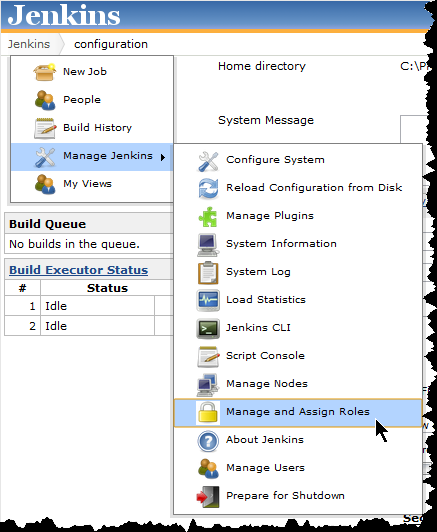 Jenkins
Jenkins configuration
New Job
People
Build History
Manage Jenkins
My Views
Home directory
System Message
Configure System
Reload Configuration from Disk
Manage Plugins
System Information
System Log
Load Statistics
Jenkins CLI
Script Console
Manage Nodes
Manage and Assign Roles
About Jenkins
Manage Users
Prepare for Shutdown
Build Queue
No builds in the queue.
Build Executor Status
# Status
1 Idle
2 Idle